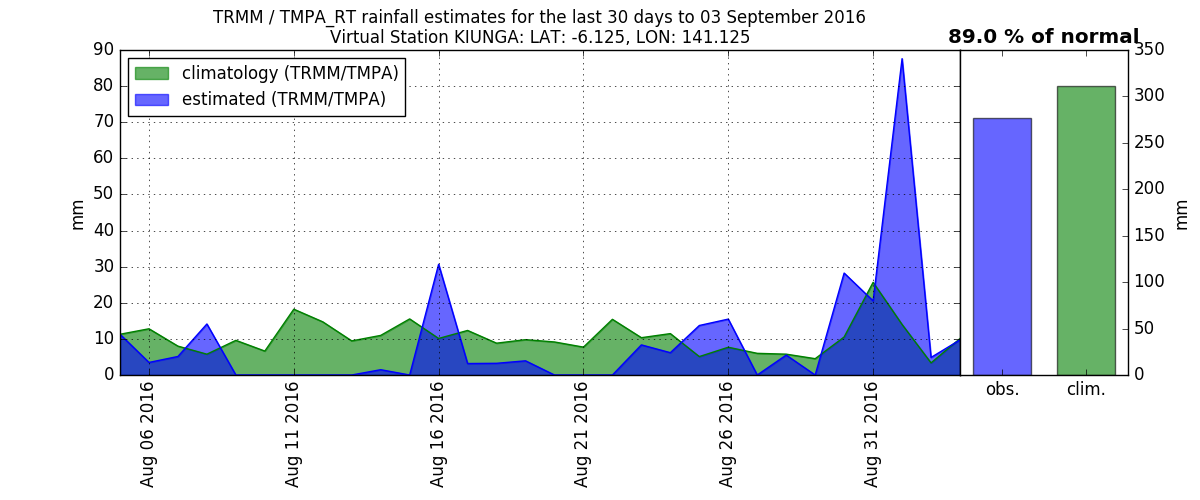 TRMM / TMPA_RT rainfall estimates for the last 30 days to 03 September 2016
Virtual Station KIUNGA: LAT: -6.125, LON: 141.125
89.0 % of normal
climatology (TRMM/TMPA)
estimated (TRMM/TMPA)
90
80
70
60
50
40
30
20
10
0
mm
Aug 06 2016
Aug 11 2016
Aug 16 2016
Aug 21 2016
Aug 26 2016
Aug 31 2016
obs.
clim.
350
300
250
200
150
100
50
0
mm